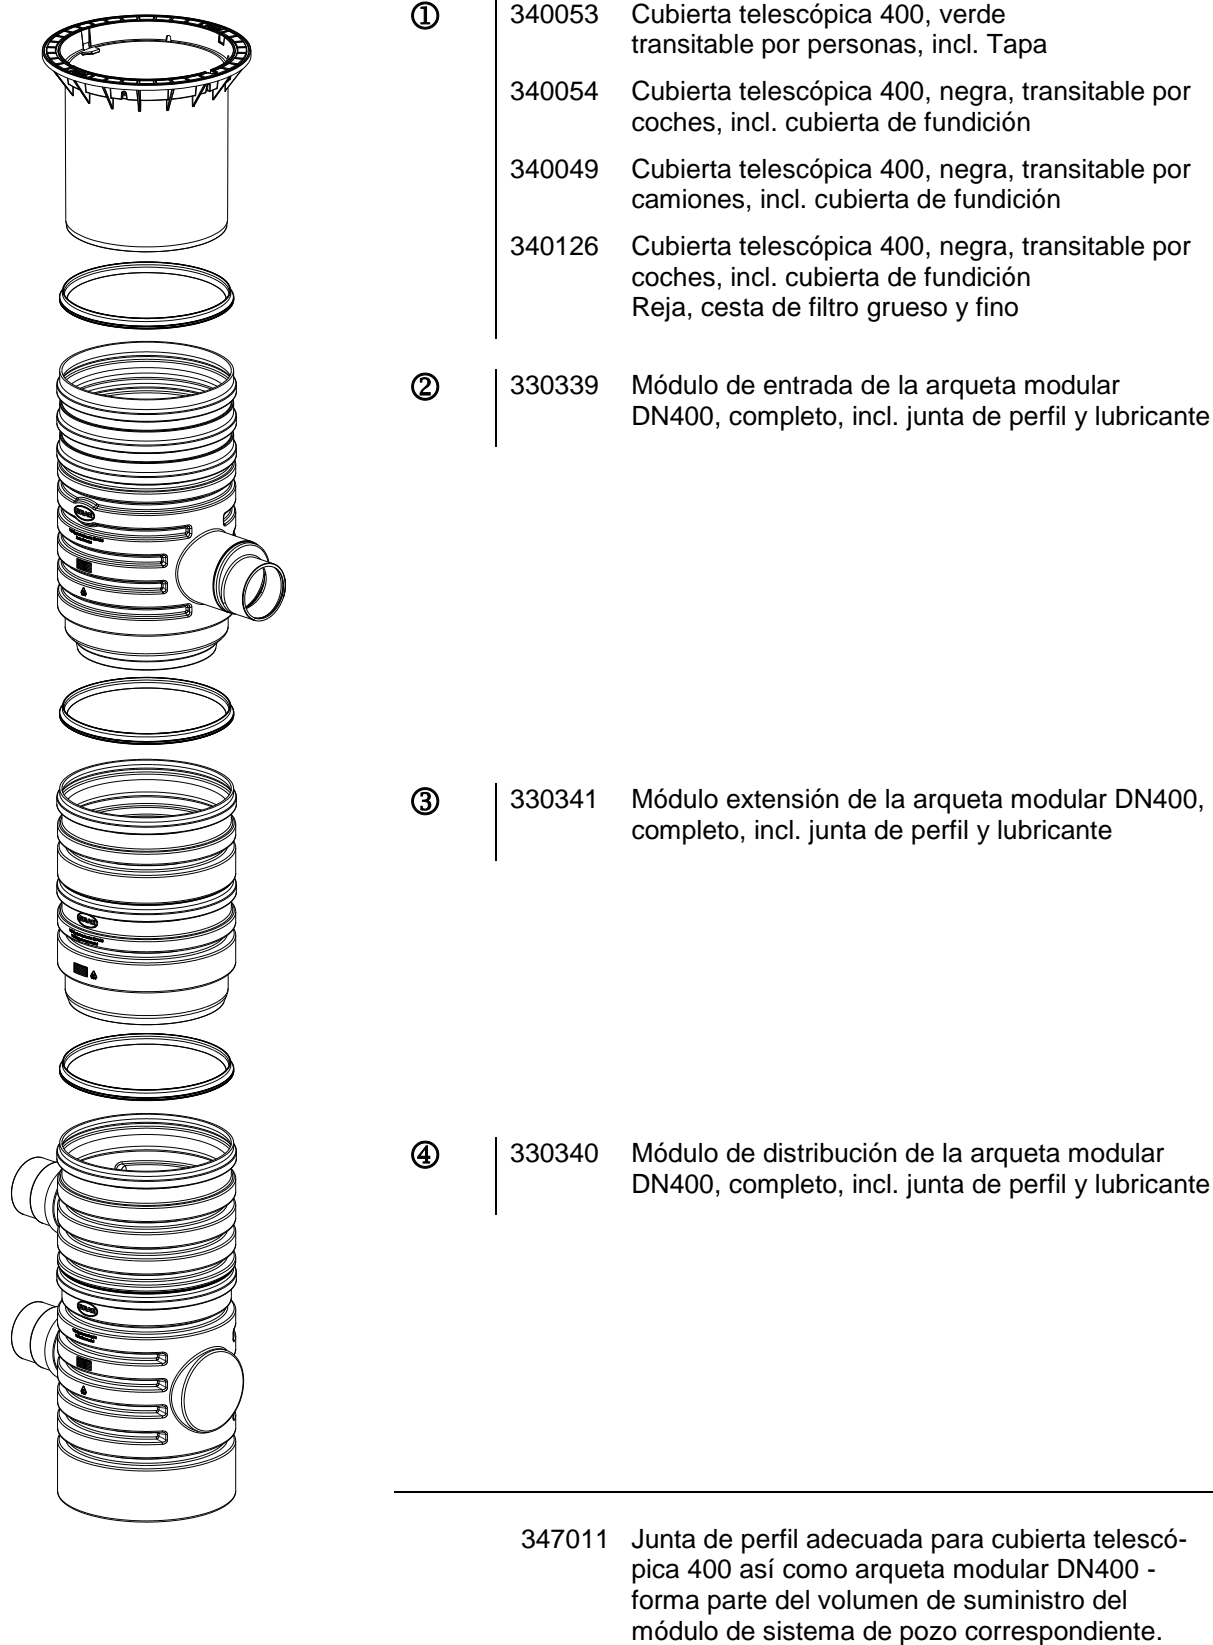 ① 340053 Cubierta telescópica 400, verde
transitable por personas, incl. Tapa
340054 Cubierta telescópica 400, negra, transitable por
coches, incl. cubierta de fundición
340049 Cubierta telescópica 400, negra, transitable por
camiones, incl. cubierta de fundición
340126 Cubierta telescópica 400, negra, transitable por
coches, incl. cubierta de fundición
Reja, cesta de filtro grueso y fino
② 330339 Módulo de entrada de la arqueta modular
DN400, completo, incl. junta de perfil y lubricante
③ 330341 Módulo extensión de la arqueta modular DN400,
completo, incl. junta de perfil y lubricante
④ 330340 Módulo de distribución de la arqueta modular
DN400, completo, incl. junta de perfil y lubricante
347011 Junta de perfil adecuada para cubierta telescó-
pica 400 así como arqueta modular DN400 -
forma parte del volumen de suministro del
módulo de sistema de pozo correspondiente.